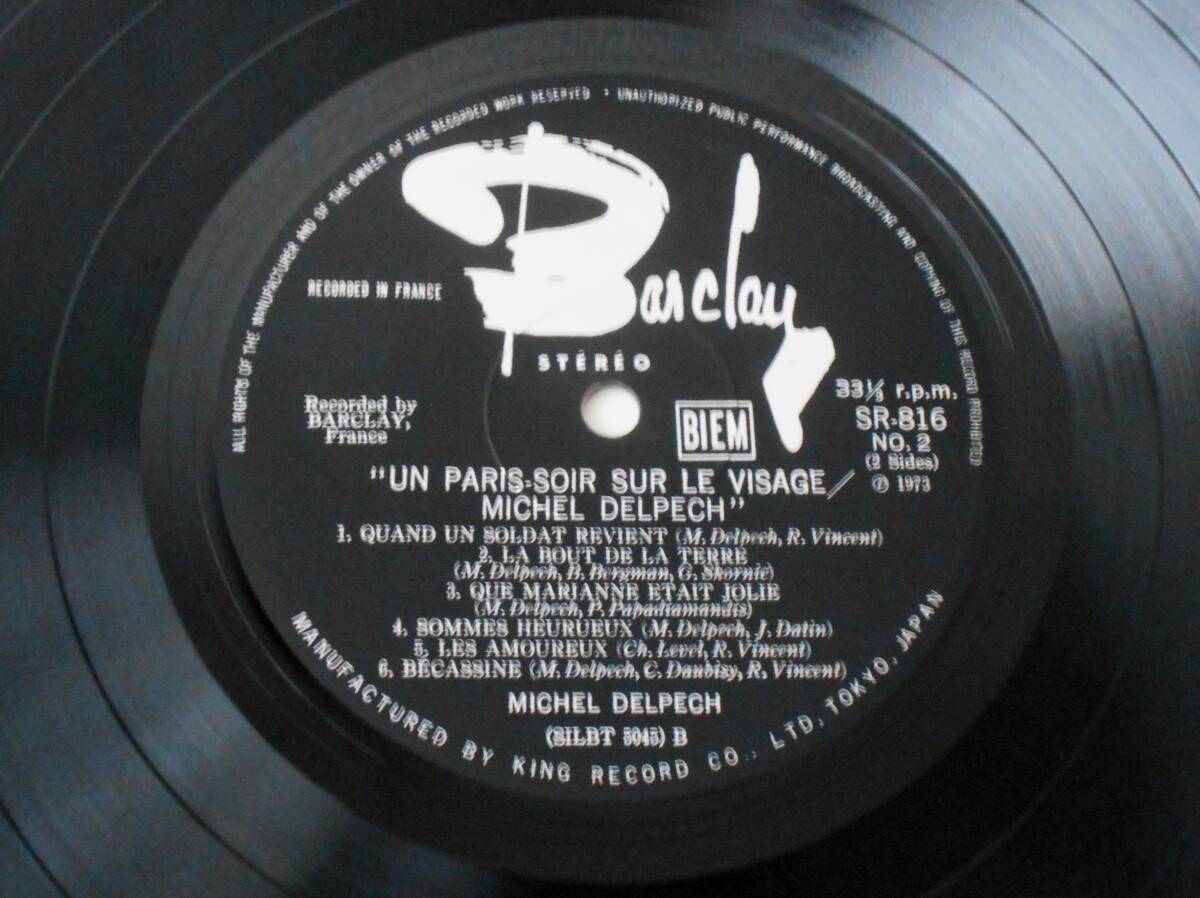 ALL RIGHTS OF THE MANUFACTURER AND OF THE OWNER OF THE RECORDED WORK RESERVED • UNAUTHORIZED PUBLIC PERFORMANCE BROADCASTING AND COPYING OF THIS RECORD PROHIBITED
Barclay
RECORDED IN FRANCE
STÉRÉO
Recorded by
BARCLAY,
France
BIEM
33⅓ r.p.m.
SR-816
NO. 2
(2 Sides)
℗ 1973
"UN PARIS-SOIR SUR LE VISAGE/
MICHEL DELPECH"
1. QUAND UN SOLDAT REVIENT (M. Delpech, R. Vincent)
2. LA BOUT DE LA TERRE
(M. Delpech, B. Bergman, G. Skornic)
3. QUE MARIANNE ETAIT JOLIE
(M. Delpech, P. Papadiamandis)
4. SOMMES HEURUEUX (M. Delpech, J. Datin)
5. LES AMOUREUX (Ch. Level, R. Vincent)
6. BÉCASSINE (M. Delpech, C. Daubisy, R. Vincent)
MICHEL DELPECH
(SILBT 5045) B
MANUFACTURED BY KING RECORD CO., LTD, TOKYO, JAPAN